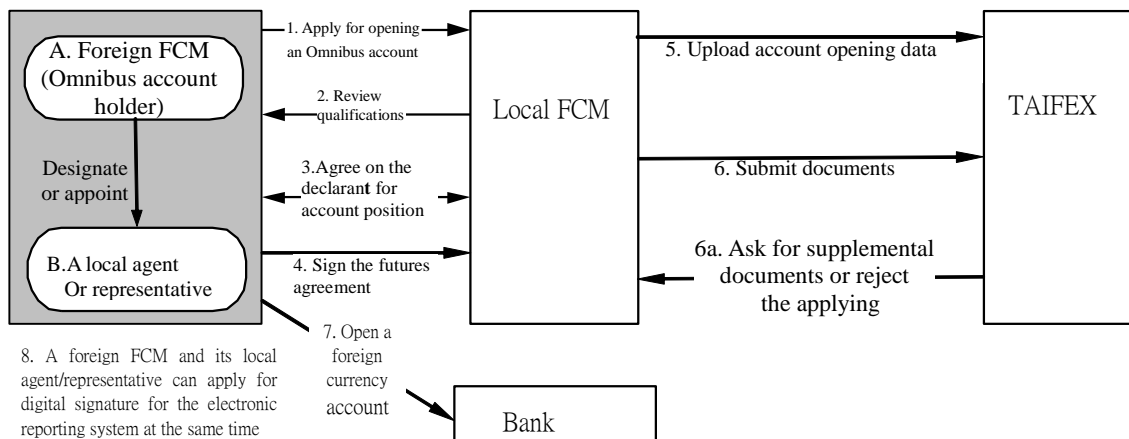 A. Foreign FCM
(Omnibus account
holder)
Designate
or appoint
B.A local agent
Or representative
1. Apply for opening
an Omnibus account
2. Review
qualifications
3.Agree on the
declarant for
account position
4. Sign the futures
agreement
Local FCM
5. Upload account opening data
6. Submit documents
6a. Ask for supplemental
documents or reject
the applying
TAIFEX
7. Open a
foreign
currency
account
Bank
8. A foreign FCM and its local
agent/representative can apply for
digital signature for the electronic
reporting system at the same time